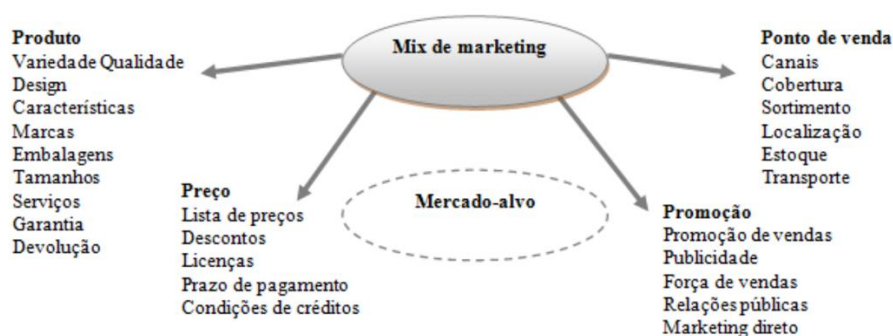 Mix de marketing
Produto
Variedade Qualidade
Design
Características
Marcas
Embalagens
Tamanhos
Serviços
Garantia
Devolução
Preço
Lista de preços
Descontos
Licenças
Prazo de pagamento
Condições de créditos
Mercado-alvo
Promoção
Promoção de vendas
Publicidade
Força de vendas
Relações públicas
Marketing direto
Ponto de venda
Canais
Cobertura
Sortimento
Localização
Estoque
Transporte